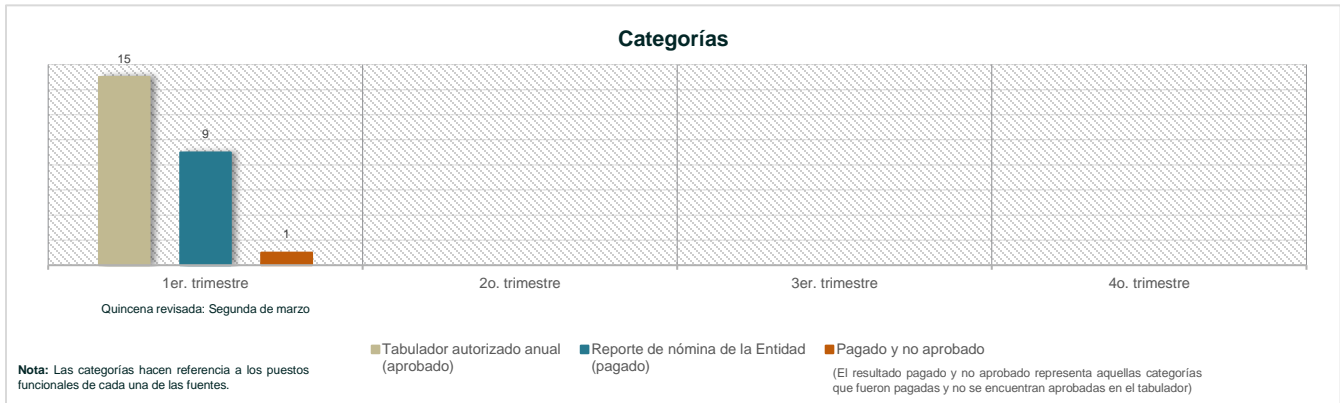 Categorías
15
9
1
1er. trimestre
2o. trimestre
3er. trimestre
4o. trimestre
Quincena revisada: Segunda de marzo
Tabulador autorizado anual
(aprobado)
Reporte de nómina de la Entidad
(pagado)
Pagado y no aprobado
(El resultado pagado y no aprobado representa aquellas categorías
que fueron pagadas y no se encuentran aprobadas en el tabulador)
Nota: Las categorías hacen referencia a los puestos
funcionales de cada una de las fuentes.